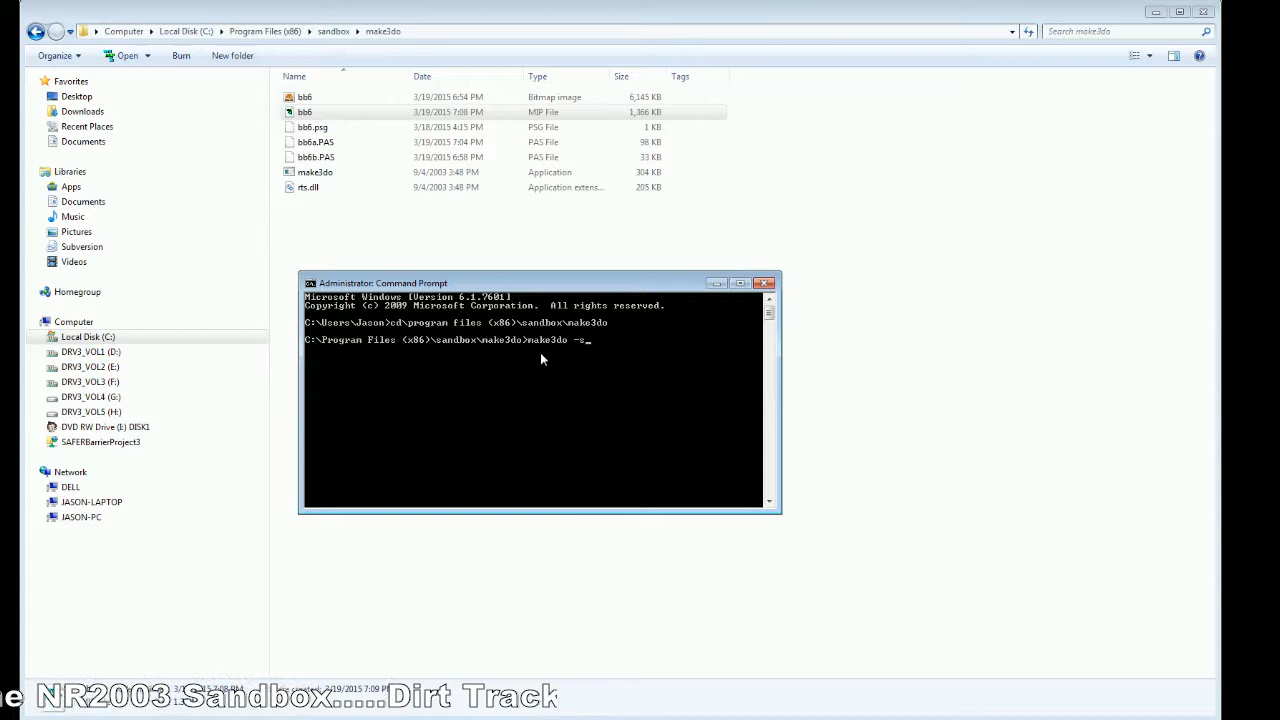 Computer Local Disk (C:) Program Files (x86) sandbox make3do
Search make3do
Organize Open Burn New folder
Name Date Type Size Tags
bb6 3/19/2015 6:54 PM Bitmap image 6,145 KB
bb6 3/19/2015 7:08 PM MIP File 1,366 KB
bb6.psg 3/18/2015 4:15 PM PSG File 1 KB
bb6a.PAS 3/19/2015 7:04 PM PAS File 98 KB
bb6b.PAS 3/19/2015 6:58 PM PAS File 33 KB
make3do 9/4/2003 3:48 PM Application 304 KB
rts.dll 9/4/2003 3:48 PM Application extens... 205 KB
Favorites
Desktop
Downloads
Recent Places
Documents
Libraries
Apps
Documents
Music
Pictures
Subversion
Videos
Homegroup
Computer
Local Disk (C:)
DRV3_VOL1 (D:)
DRV3_VOL2 (E:)
DRV3_VOL3 (F:)
DRV3_VOL4 (G:)
DRV3_VOL5 (H:)
DVD RW Drive (E:) DISK1
SAFERBarrierProject3
Network
DELL
JASON-LAPTOP
JASON-PC
Administrator: Command Prompt
Microsoft Windows [Version 6.1.7601]
Copyright (c) 2009 Microsoft Corporation. All rights reserved.
C:\Users\Jason>cd\program files (x86)\sandbox\make3do
C:\Program Files (x86)\sandbox\make3do>make3do -s_
NR2003 Sandbox.....Dirt Track